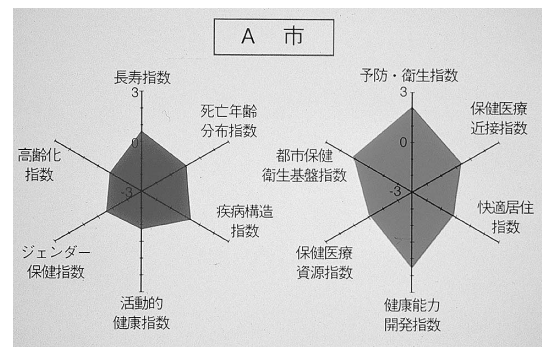 A 市
長寿指数
3
死亡年齢
分布指数
0
高齢化
指数
-3
疾病構造
指数
ジェンダー
保健指数
活動的
健康指数
予防・衛生指数
3
保健医療
近接指数
0
都市保健
衛生基盤指数
-3
快適居住
指数
保健医療
資源指数
健康能力
開発指数